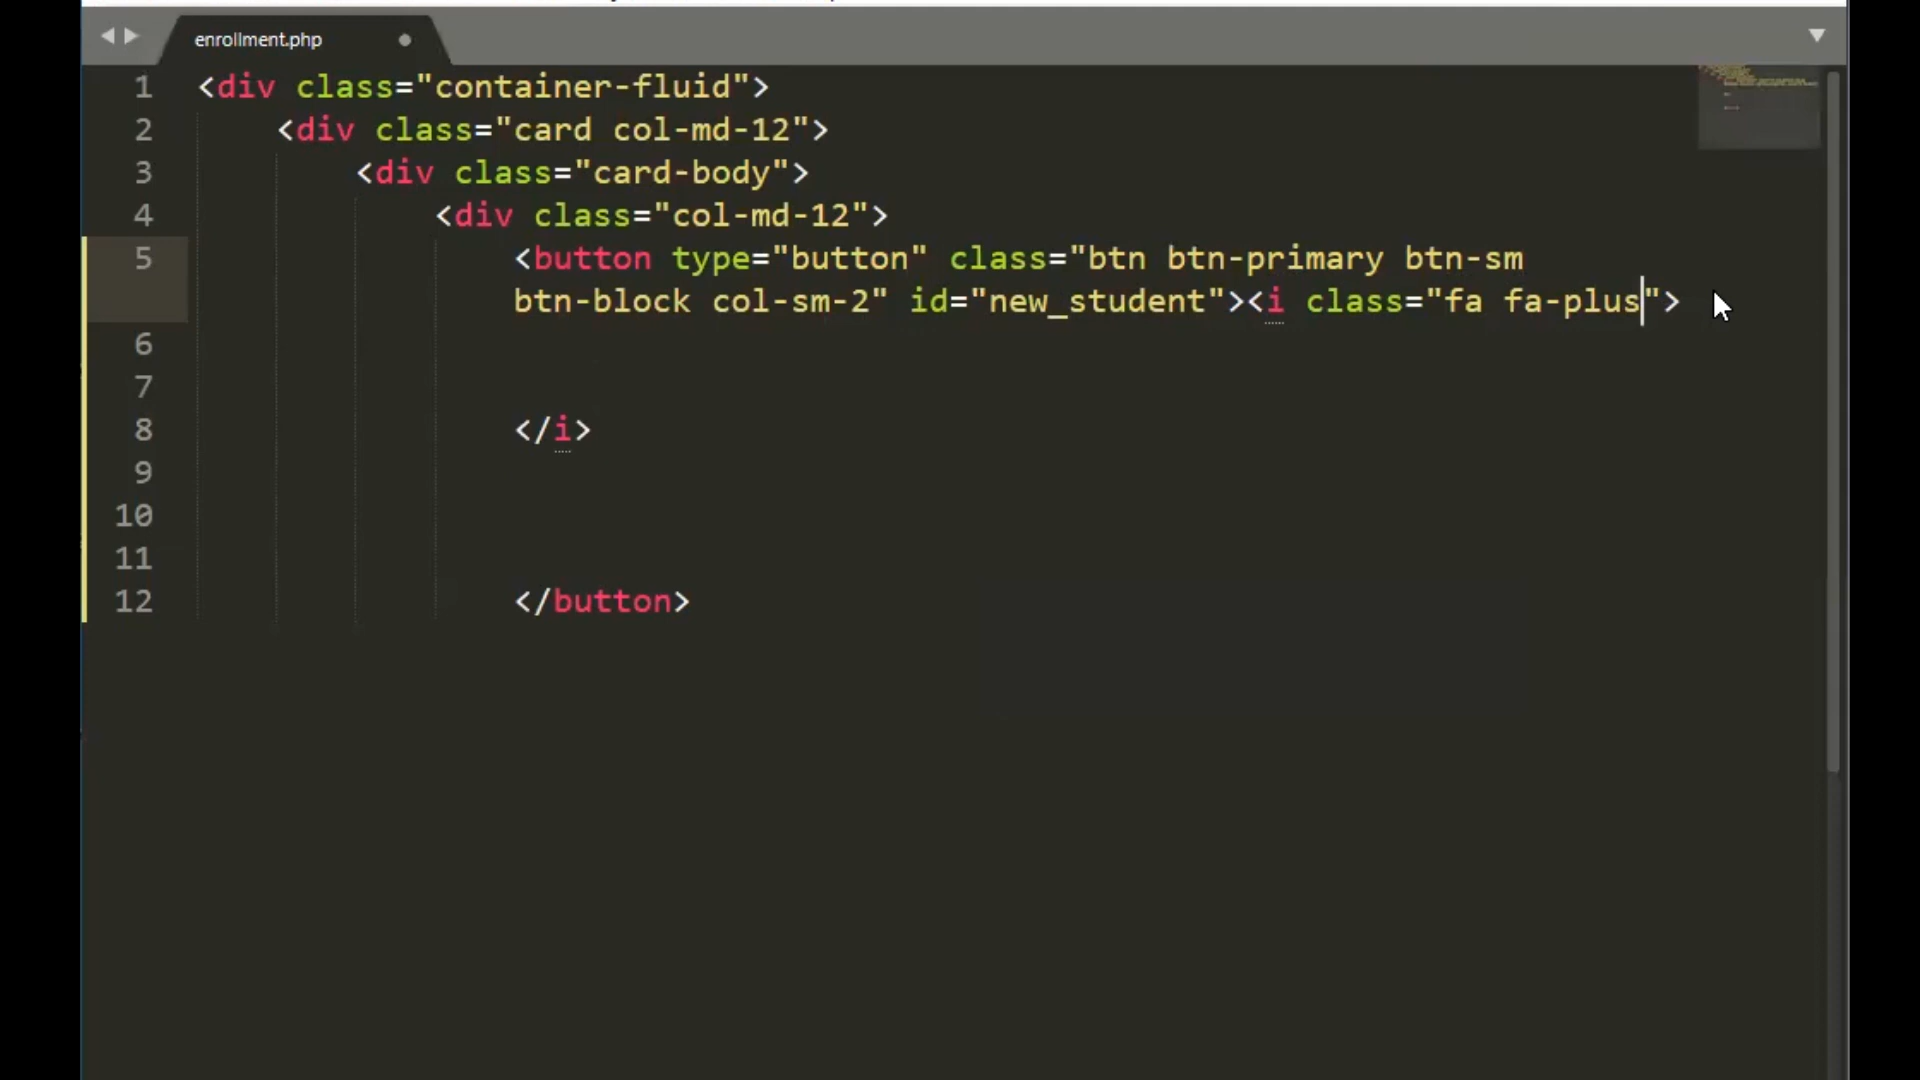 enrollment.php
1 <div class="container-fluid">
2 <div class="card col-md-12">
3 <div class="card-body">
4 <div class="col-md-12">
5 <button type="button" class="btn btn-primary btn-sm
btn-block col-sm-2" id="new_student"><i class="fa fa-plus">
6
7
8 </i>
9
10
11
12 </button>